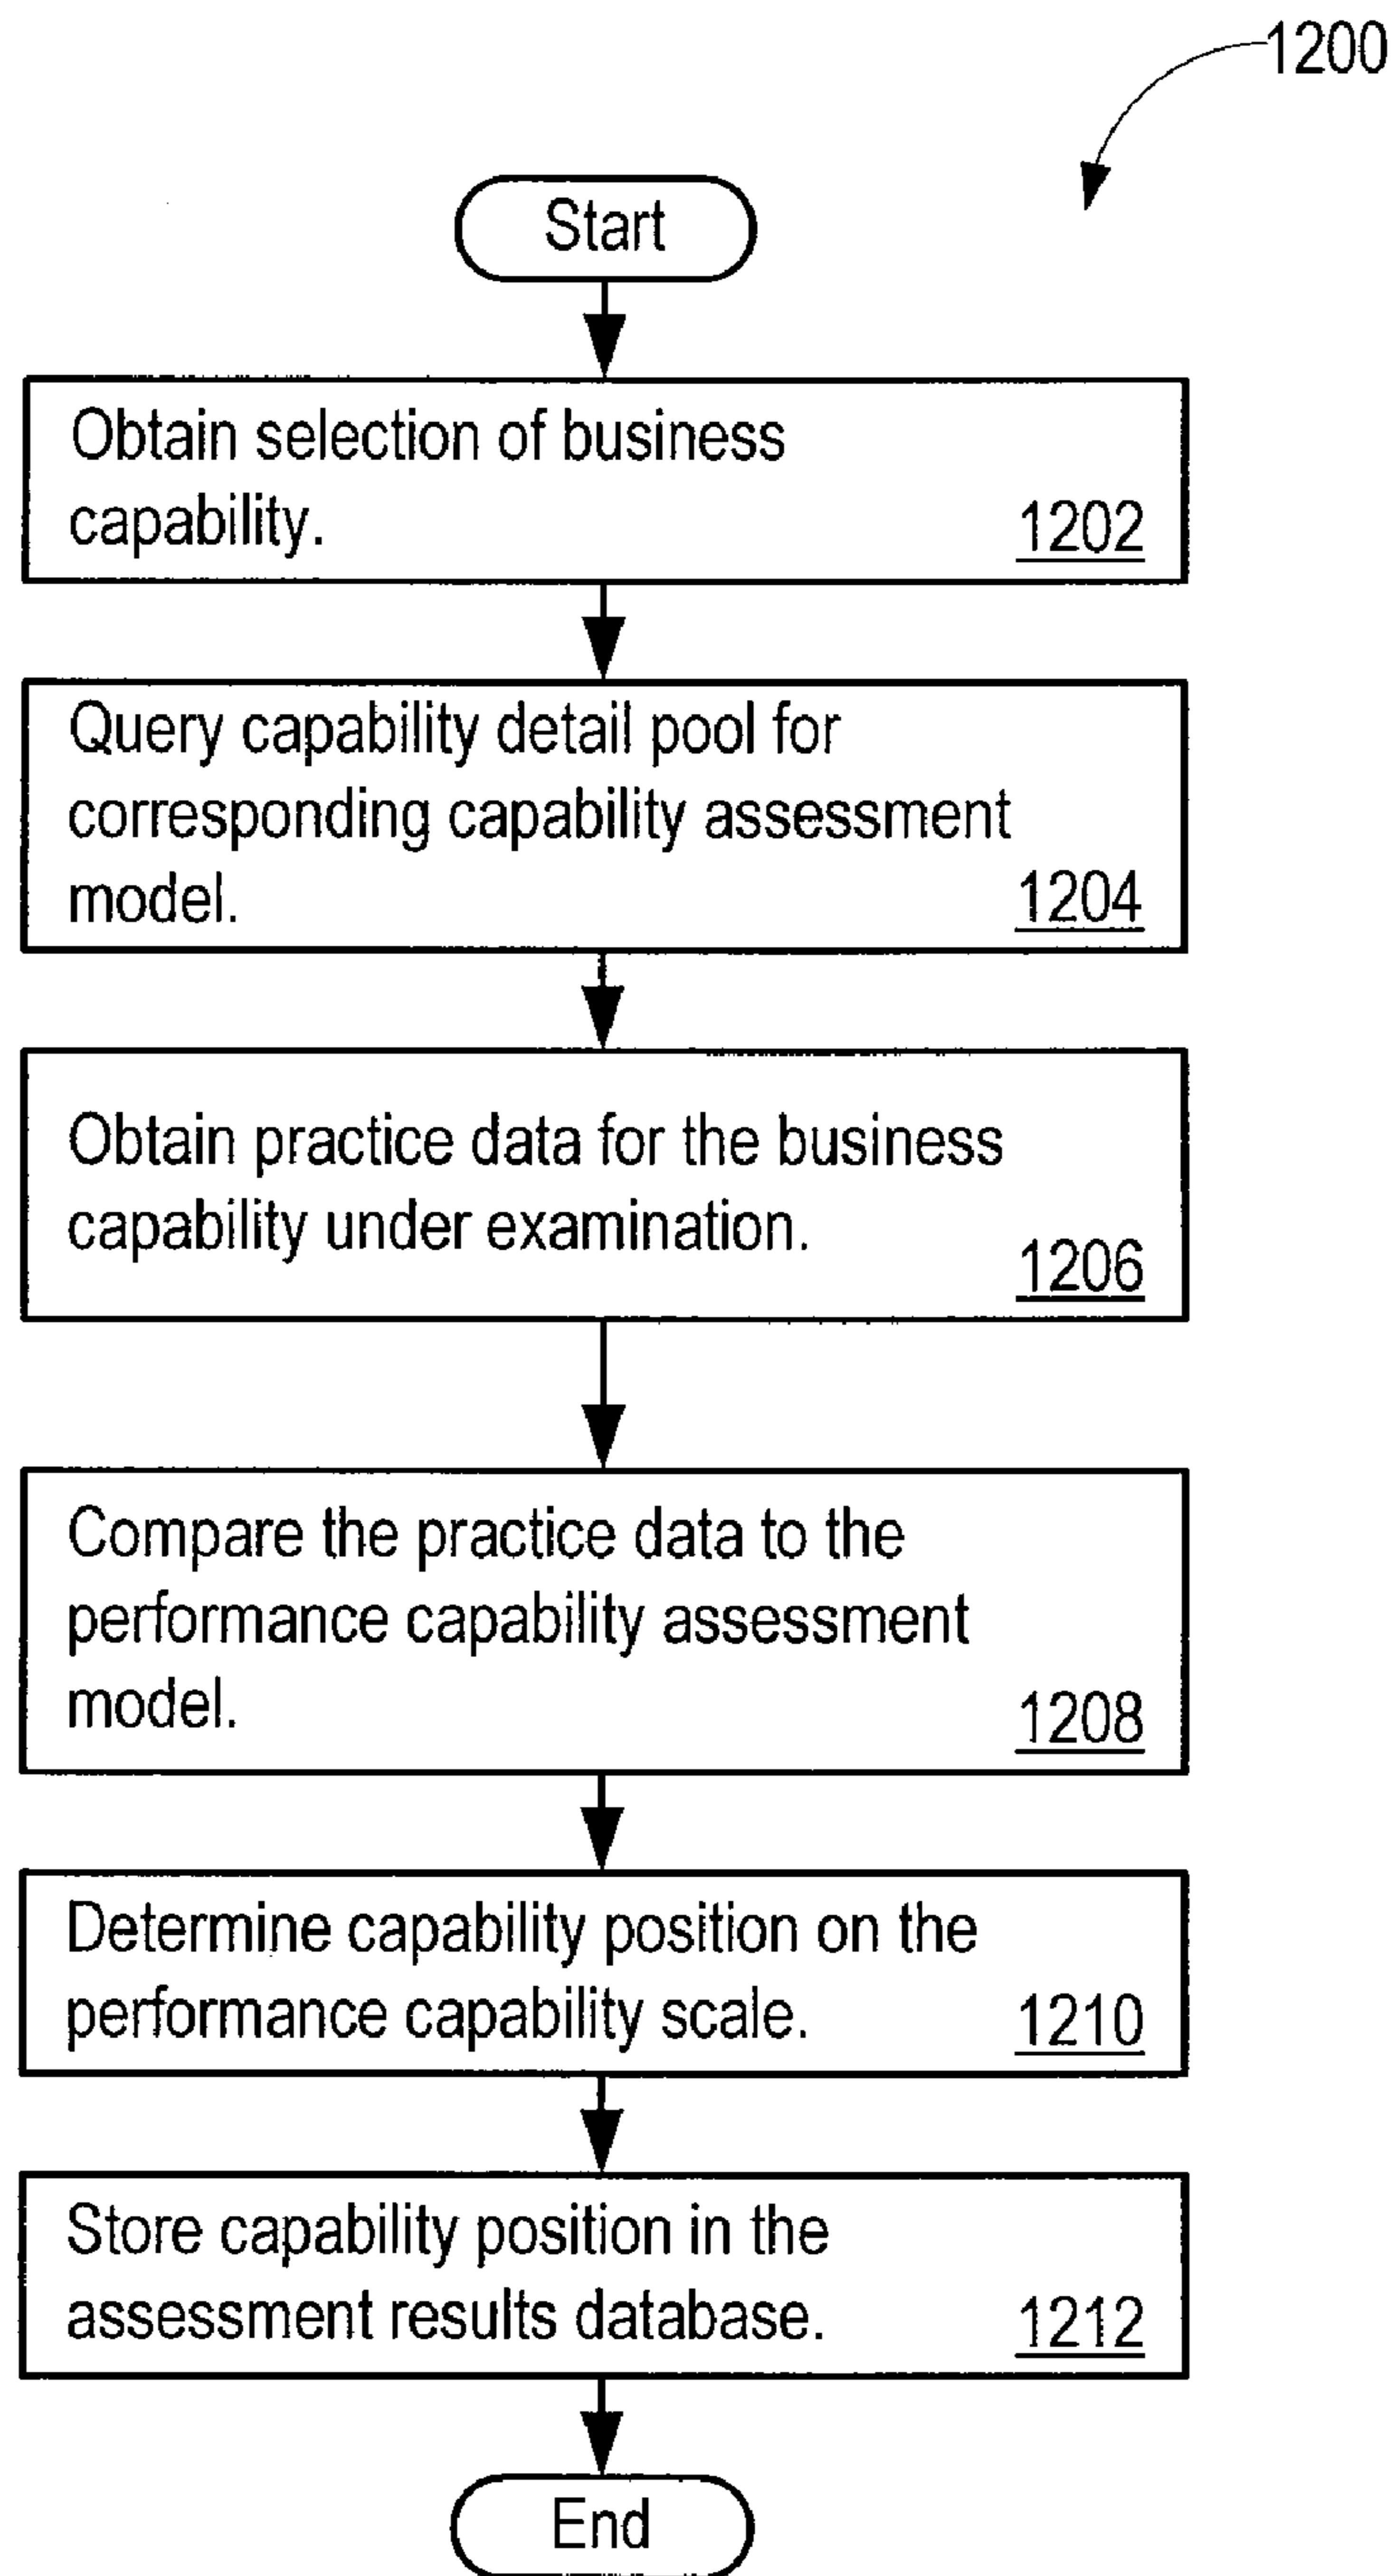 1200
Start
Obtain selection of business
capability.
1202
Query capability detail pool for
corresponding capability assessment
model.
1204
Obtain practice data for the business
capability under examination.
1206
Compare the practice data to the
performance capability assessment
model.
1208
Determine capability position on the
performance capability scale.
1210
Store capability position in the
assessment results database.
1212
End